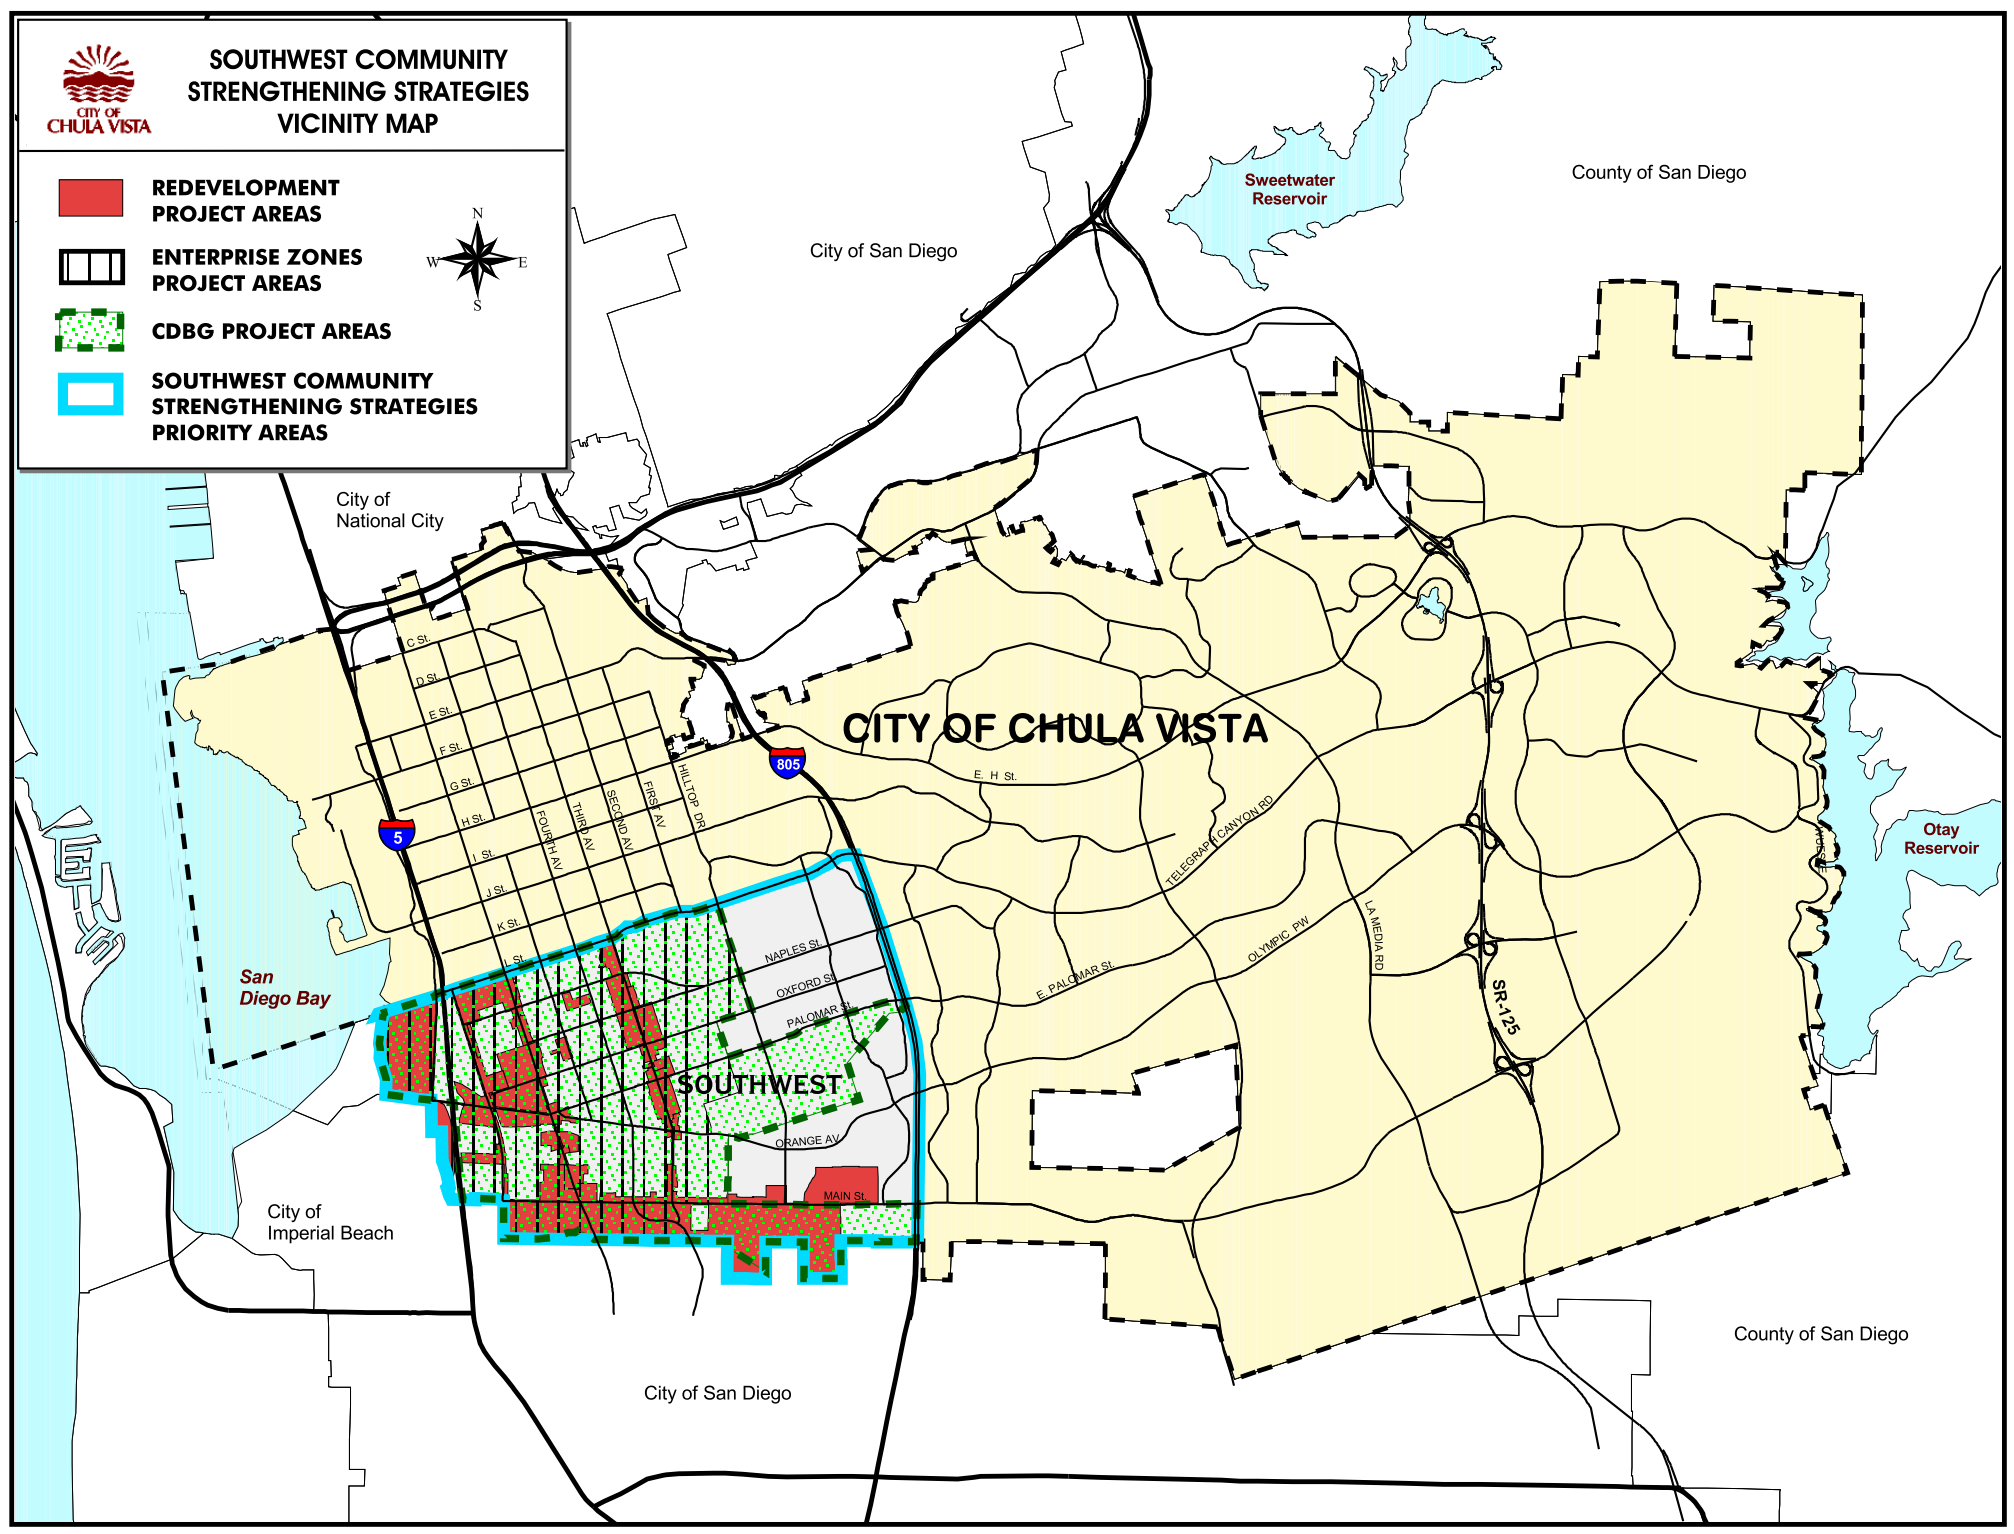 SOUTHWEST COMMUNITY
STRENGTHENING STRATEGIES
VICINITY MAP
CITY OF
CHULA VISTA
REDEVELOPMENT
PROJECT AREAS
ENTERPRISE ZONES
PROJECT AREAS
CDBG PROJECT AREAS
SOUTHWEST COMMUNITY
STRENGTHENING STRATEGIES
PRIORITY AREAS
N
W
E
S
Sweetwater
Reservoir
County of San Diego
City of San Diego
City of
National City
C St.
D St.
E St.
F St.
G St.
H St.
I St.
J St.
K St.
L St.
FOURTH AV
THIRD AV
SECOND AV
FIRST AV
HILLTOP DR
CITY OF CHULA VISTA
805
5
E. H St.
TELEGRAPH CANYON RD
Otay
Reservoir
WUESTE
LA MEDIA RD
OLYMPIC PW
E. PALOMAR St.
SR-125
San
Diego Bay
NAPLES St.
OXFORD St.
PALOMAR St.
SOUTHWEST
ORANGE AV
MAIN St.
City of
Imperial Beach
City of San Diego
County of San Diego